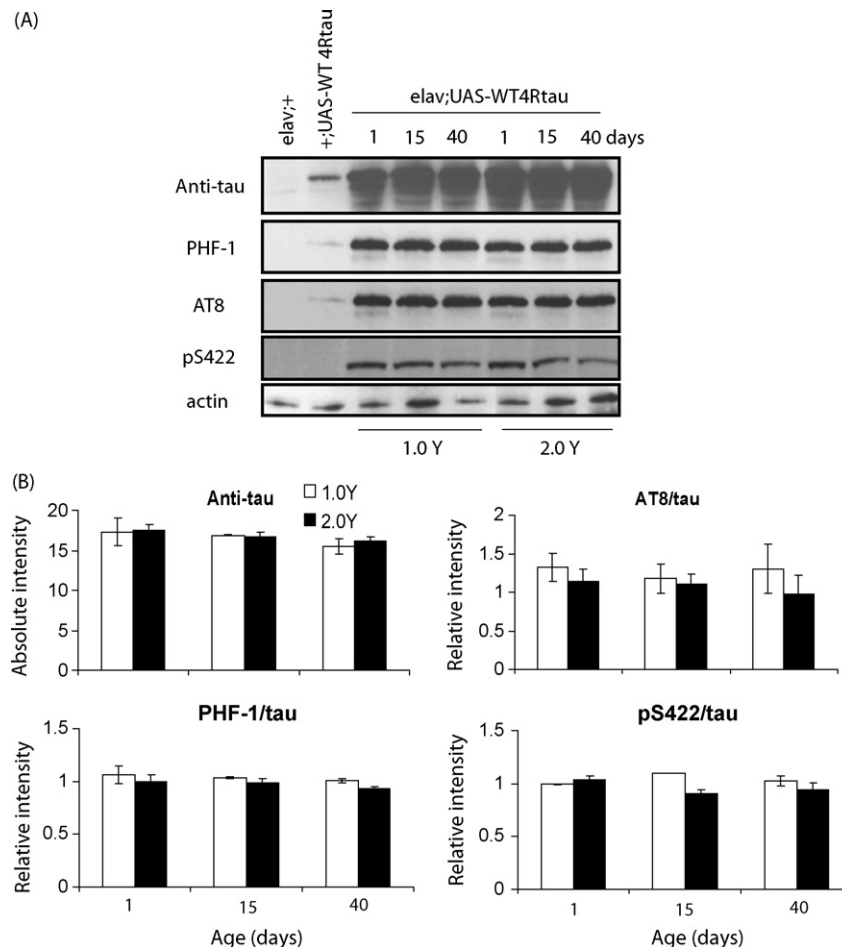 (A)
elav;+
+;UAS-WT 4Rtau
elav;UAS-WT4Rtau
1 15 40 1 15 40 days
Anti-tau
PHF-1
AT8
pS422
actin
1.0 Y 2.0 Y
(B)
Anti-tau
1.0Y
2.0Y
Absolute intensity
20
15
10
5
0
AT8/tau
Relative intensity
2
1.5
1
0.5
0
PHF-1/tau
Relative intensity
1.5
1
0.5
0
1 15 40
Age (days)
pS422/tau
Relative intensity
1.5
1
0.5
0
1 15 40
Age (days)